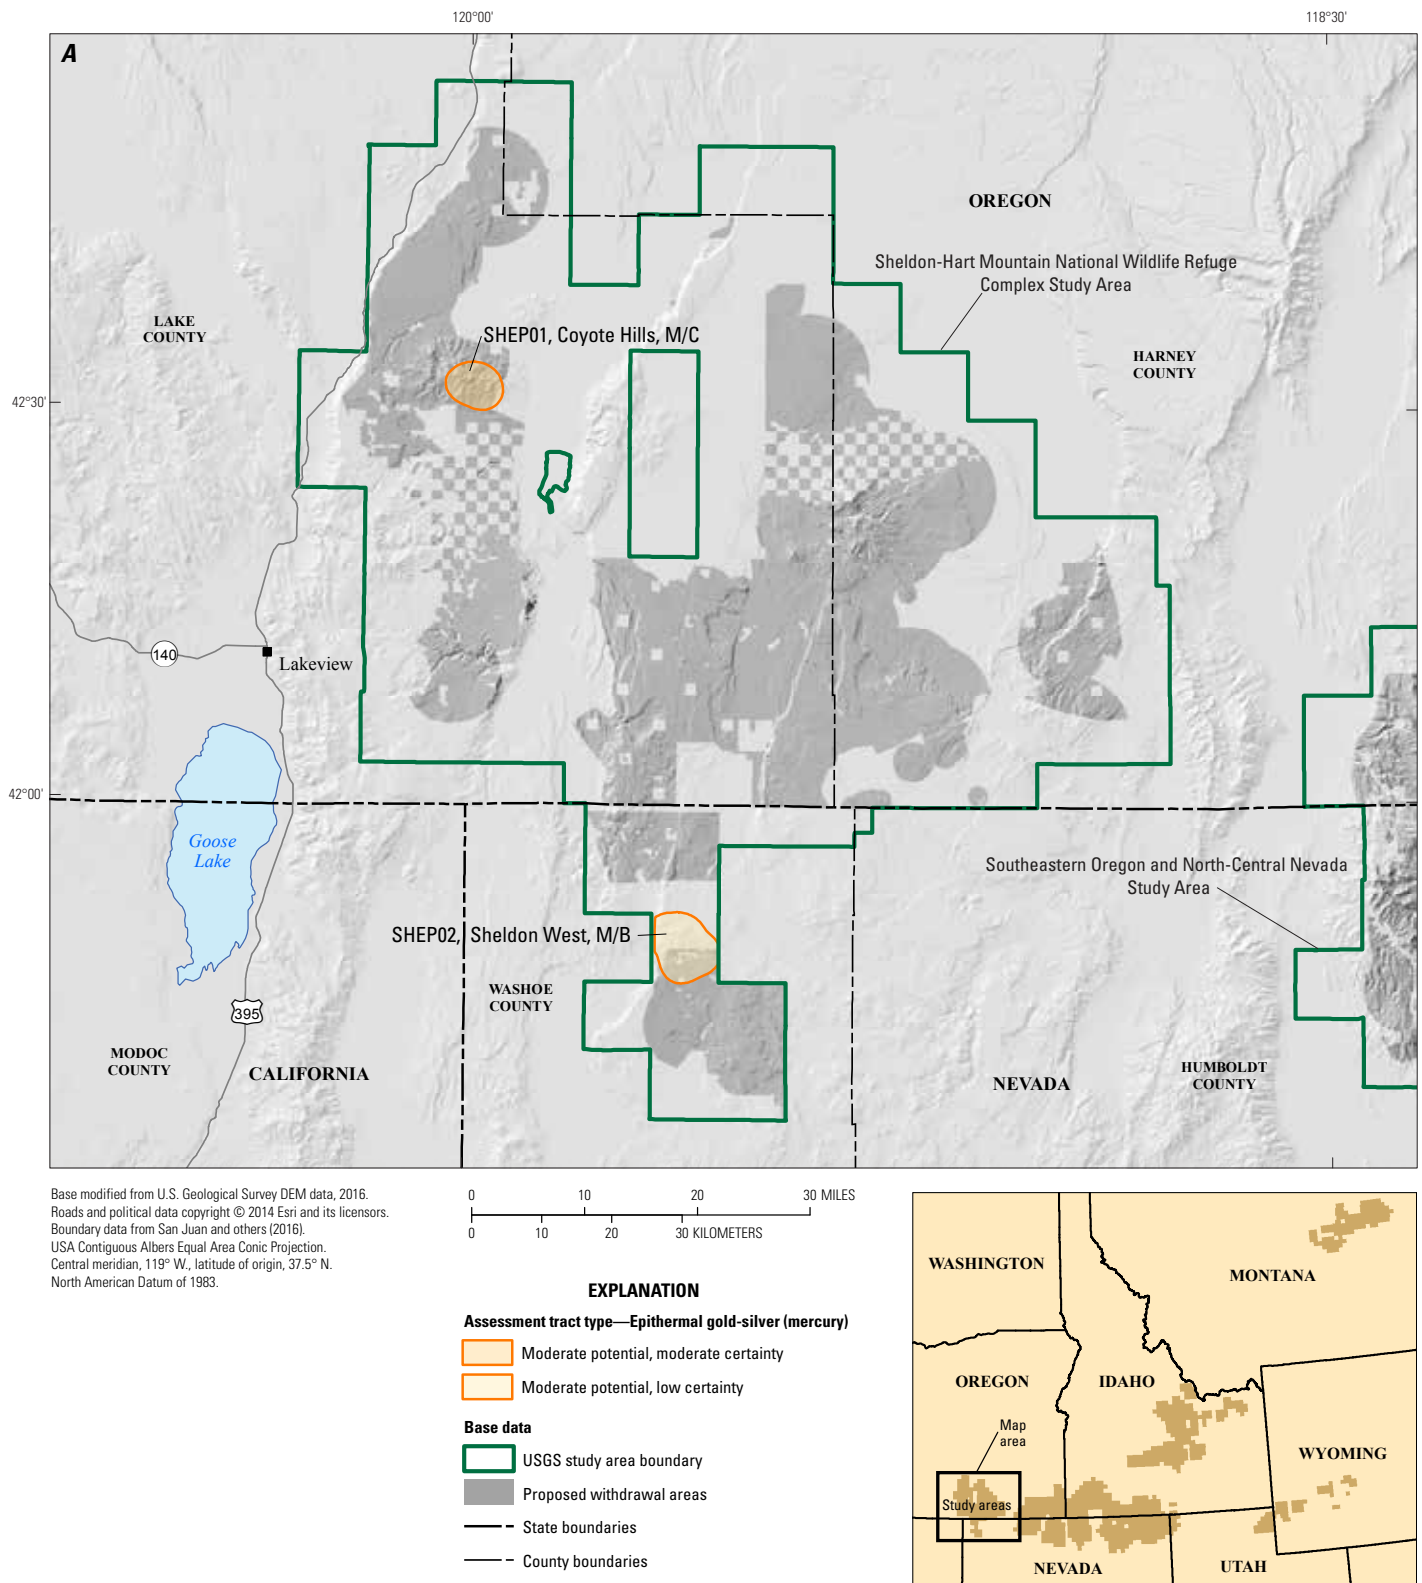 120°00'
118°30'
A
OREGON
Sheldon-Hart Mountain National Wildlife Refuge
Complex Study Area
LAKE
COUNTY
SHEP01, Coyote Hills, M/C
HARNEY
COUNTY
42°30'
140
Lakeview
42°00'
Goose
Lake
Southeastern Oregon and North-Central Nevada
Study Area
SHEP02, Sheldon West, M/B
WASHOE
COUNTY
395
MODOC
COUNTY
CALIFORNIA
NEVADA
HUMBOLDT
COUNTY
Base modified from U.S. Geological Survey DEM data, 2016.
Roads and political data copyright © 2014 Esri and its licensors.
Boundary data from San Juan and others (2016).
USA Contiguous Albers Equal Area Conic Projection.
Central meridian, 119° W., latitude of origin, 37.5° N.
North American Datum of 1983.
0 10 20 30 MILES
0 10 20 30 KILOMETERS
EXPLANATION
Assessment tract type—Epithermal gold-silver (mercury)
Moderate potential, moderate certainty
Moderate potential, low certainty
Base data
USGS study area boundary
Proposed withdrawal areas
State boundaries
County boundaries
WASHINGTON
MONTANA
OREGON
IDAHO
Map
area
WYOMING
Study areas
NEVADA
UTAH